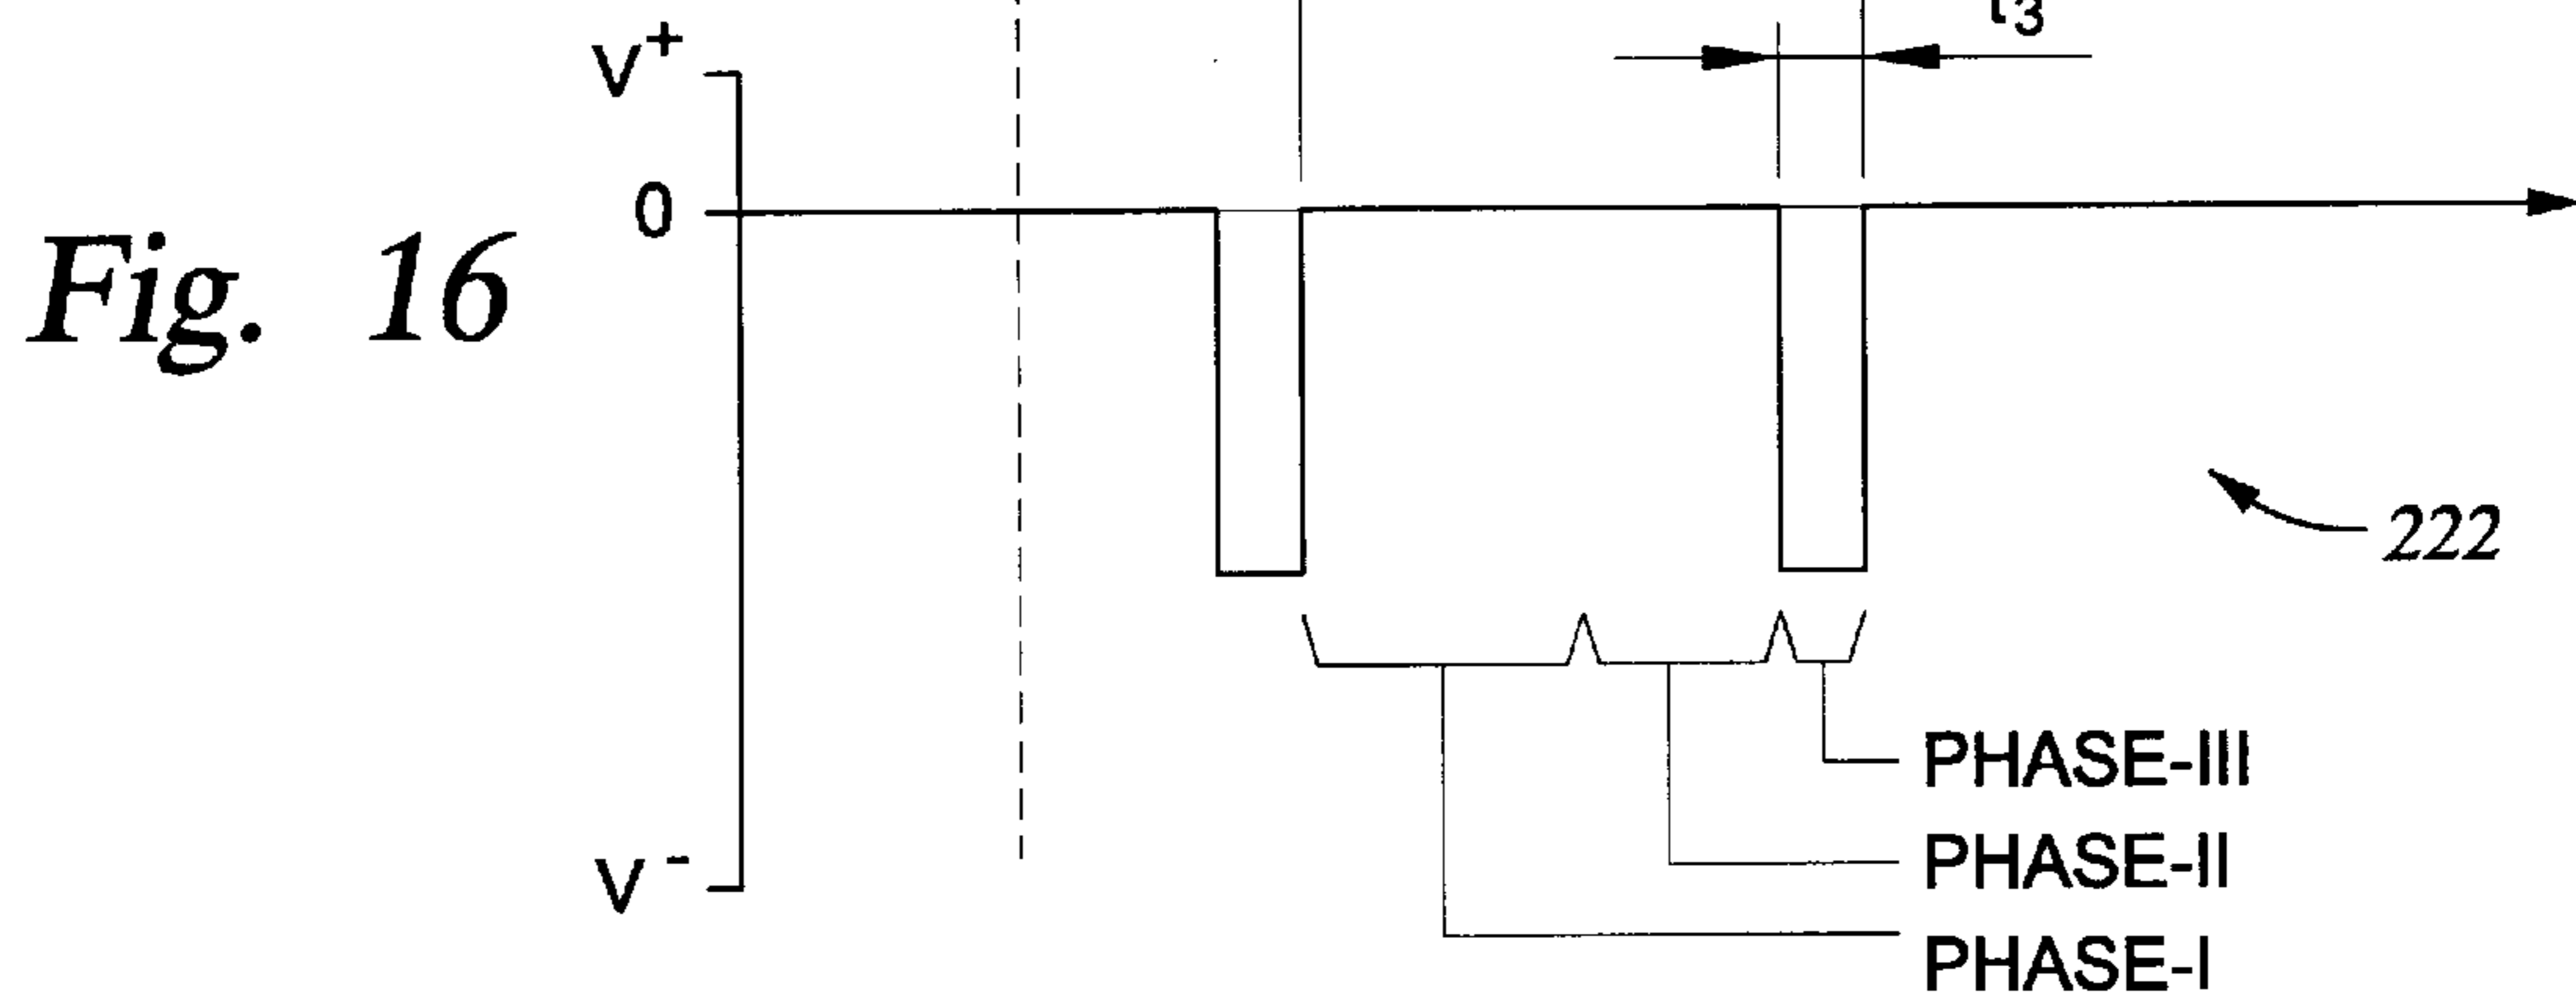 t3
V+
0
Fig. 16
222
V-
PHASE-III
PHASE-II
PHASE-I